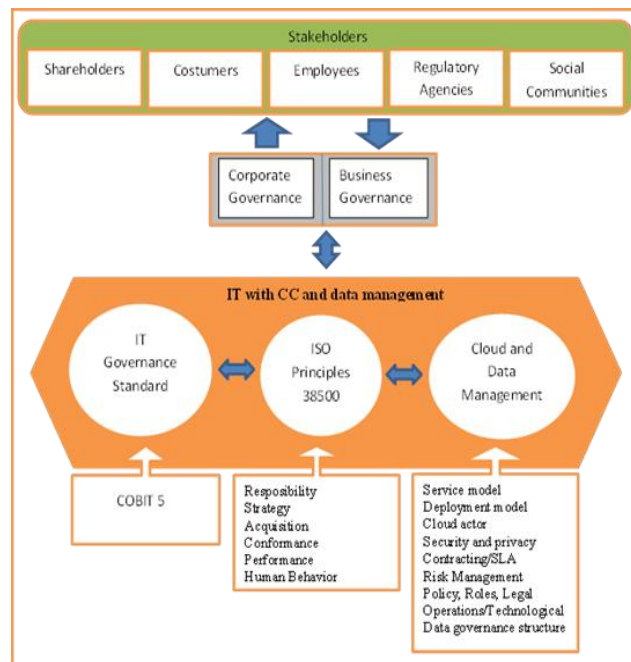 Stakeholders
Shareholders
Costumers
Employees
Regulatory
Agencies
Social
Communities
Corporate
Governance
Business
Governance
IT with CC and data management
IT
Governance
Standard
ISO
Principles
38500
Cloud and
Data
Management
COBIT 5
Resposibility
Strategy
Acquisition
Conformance
Performance
Human Behavior
Service model
Deployment model
Cloud actor
Security and privacy
Contracting/SLA
Risk Management
Policy, Roles, Legal
Operations/Technological
Data governance structure